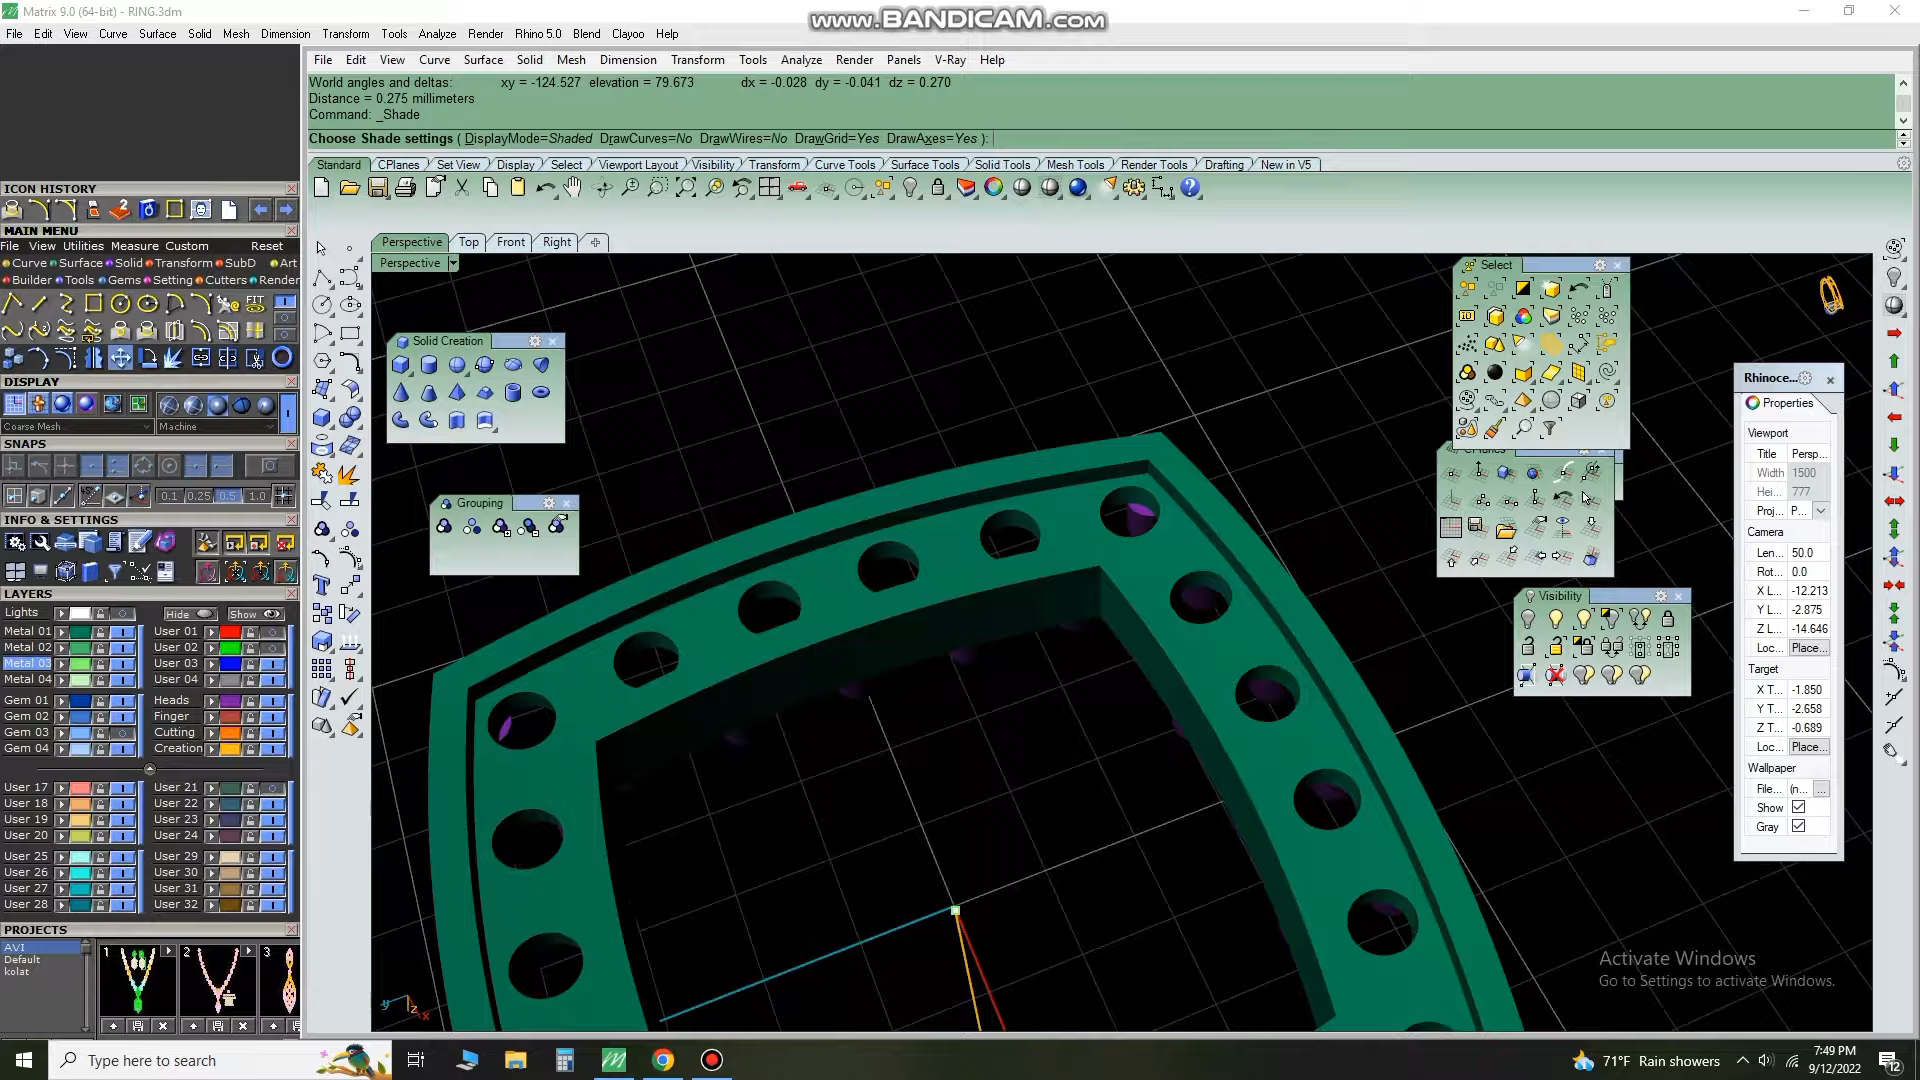 Matrix 9.0 (64-bit) - RING.3dm
www.BANDICAM.com
File Edit View Curve Surface Solid Mesh Dimension Transform Tools Analyze Render Rhino 5.0 Blend Clayoo Help
File Edit View Curve Surface Solid Mesh Dimension Transform Tools Analyze Render Panels V-Ray Help
World angles and deltas: xy = -124.527 elevation = 79.673 dx = -0.028 dy = -0.041 dz = 0.270
Distance = 0.275 millimeters
Command: _Shade
Choose Shade settings ( DisplayMode=Shaded DrawCurves=No DrawWires=No DrawGrid=Yes DrawAxes=Yes ):
Standard CPlanes Set View Display Select Viewport Layout Visibility Transform Curve Tools Surface Tools Solid Tools Mesh Tools Render Tools Drafting New in V5
ICON HISTORY
MAIN MENU
File View Utilities Measure Custom Reset
Curve Surface Solid Transform SubD Art
Builder Tools Gems Setting Cutters Render
FIT
DISPLAY
Coarse Mesh Machine
SNAPS
0.1 0.25 0.5 1.0
INFO & SETTINGS
LAYERS
Lights Hide Show
Metal 01 User 01
Metal 02 User 02
Metal 03 User 03
Metal 04 User 04
Gem 01 Heads
Gem 02 Finger
Gem 03 Cutting
Gem 04 Creation
User 17 User 21
User 18 User 22
User 19 User 23
User 20 User 24
User 25 User 29
User 26 User 30
User 27 User 31
User 28 User 32
PROJECTS
AVI
Default
kolat
1 2 3
Perspective Top Front Right
Perspective
Solid Creation
Grouping
Select
Visibility
y z x
Rhinoce...
Properties
Viewport
Title Persp...
Width 1500
Hei... 777
Proj... P...
Camera
Len... 50.0
Rot... 0.0
X L... -12.213
Y L... -2.875
Z L... -14.646
Loc... Place...
Target
X T... -1.850
Y T... -2.658
Z T... -0.689
Loc... Place...
Wallpaper
File... (n... ...
Show
Gray
Activate Windows
Go to Settings to activate Windows.
Type here to search
71°F Rain showers
7:49 PM
9/12/2022
12